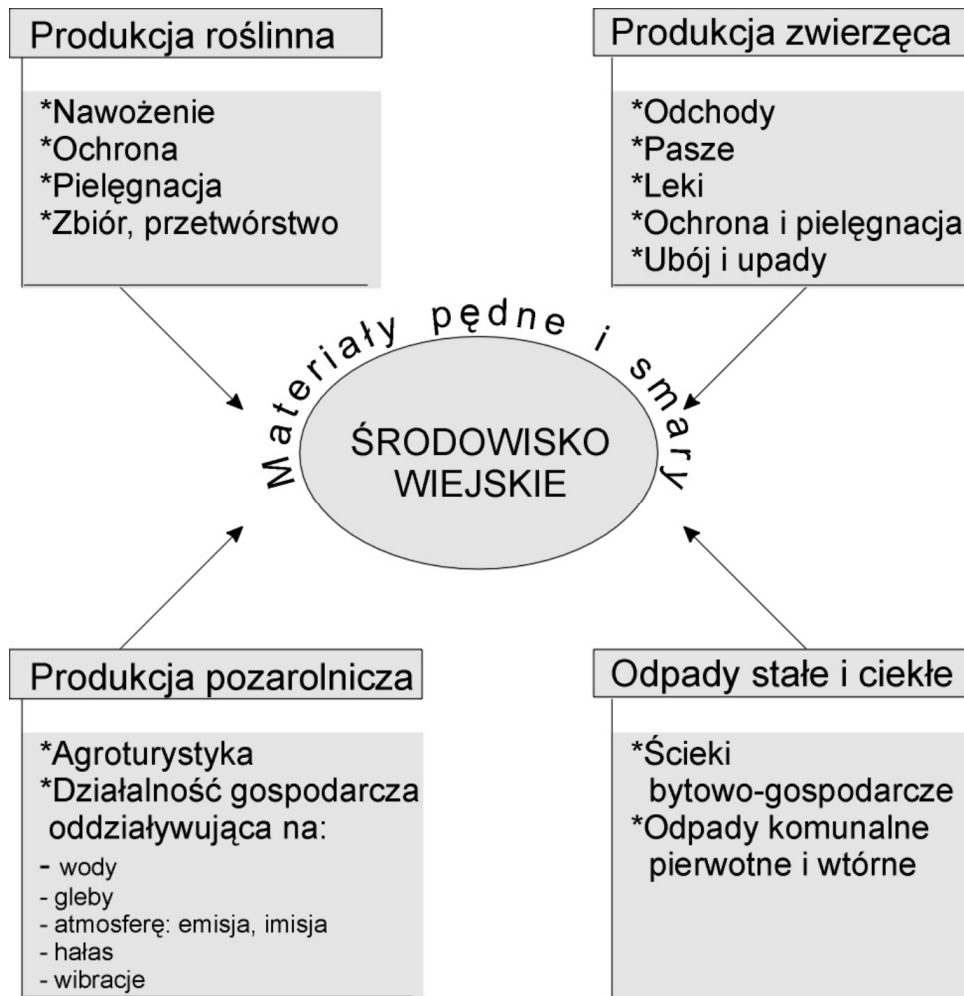 Produkcja roślinna
*Nawożenie
*Ochrona
*Pielęgnacja
*Zbiór, przetwórstwo
Produkcja zwierzęca
*Odchody
*Pasze
*Leki
*Ochrona i pielęgnacja
*Ubój i upady
Materiały pędne i smary
ŚRODOWISKO
WIEJSKIE
Produkcja pozarolnicza
*Agroturystyka
*Działalność gospodarcza
oddziaływująca na:
- wody
- gleby
- atmosferę: emisja, imisja
- hałas
- wibracje
Odpady stałe i ciekłe
*Ścieki
bytowo-gospodarcze
*Odpady komunalne
pierwotne i wtórne